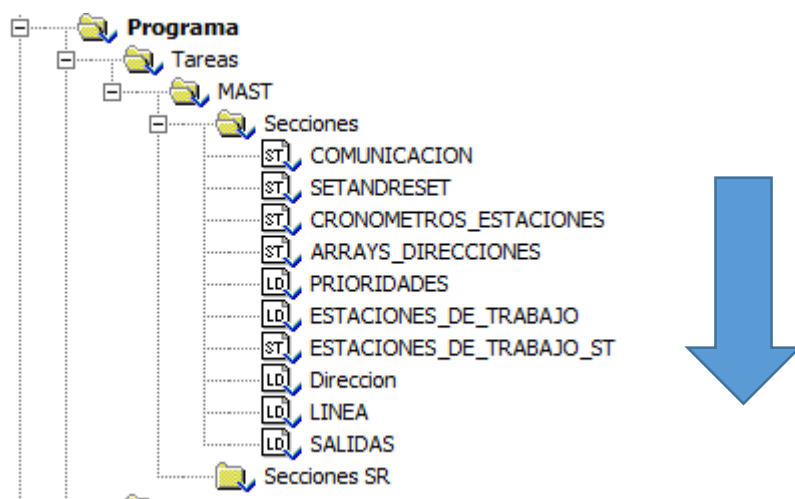 Programa
Tareas
MAST
Secciones
ST COMUNICACION
ST SETANDRESET
ST CRONOMETROS_ESTACIONES
ST ARRAYS_DIRECCIONES
LD PRIORIDADES
LD ESTACIONES_DE_TRABAJO
ST ESTACIONES_DE_TRABAJO_ST
LD Direccion
LD LINEA
LD SALIDAS
Secciones SR